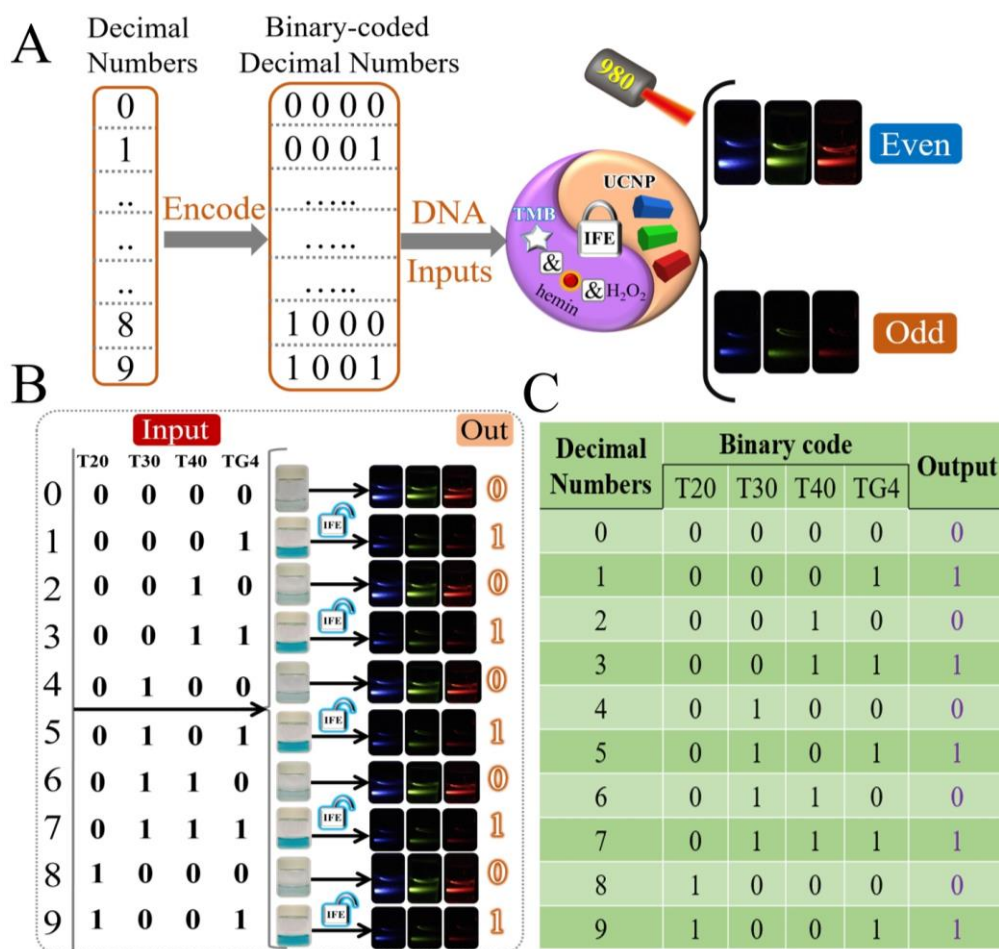 A
Decimal Numbers
Binary-coded Decimal Numbers
0
0 0 0 0
1
0 0 0 1
..
.....
..
.....
..
.....
8
1 0 0 0
9
1 0 0 1
Encode
DNA
Inputs
980
UCNP
TMB
IFE
&
hemin
& H₂O₂
Even
Odd
B
Input
Out
T20 T30 T40 TG4
0 0 0 0 0 0
1 0 0 0 1 IFE 1
2 0 0 1 0 0
3 0 0 1 1 IFE 1
4 0 1 0 0 0
5 0 1 0 1 IFE 1
6 0 1 1 0 0
7 0 1 1 1 IFE 1
8 1 0 0 0 0
9 1 0 0 1 IFE 1
C
Decimal Numbers Binary code Output
T20 T30 T40 TG4
0 0 0 0 0 0
1 0 0 0 1 1
2 0 0 1 0 0
3 0 0 1 1 1
4 0 1 0 0 0
5 0 1 0 1 1
6 0 1 1 0 0
7 0 1 1 1 1
8 1 0 0 0 0
9 1 0 0 1 1